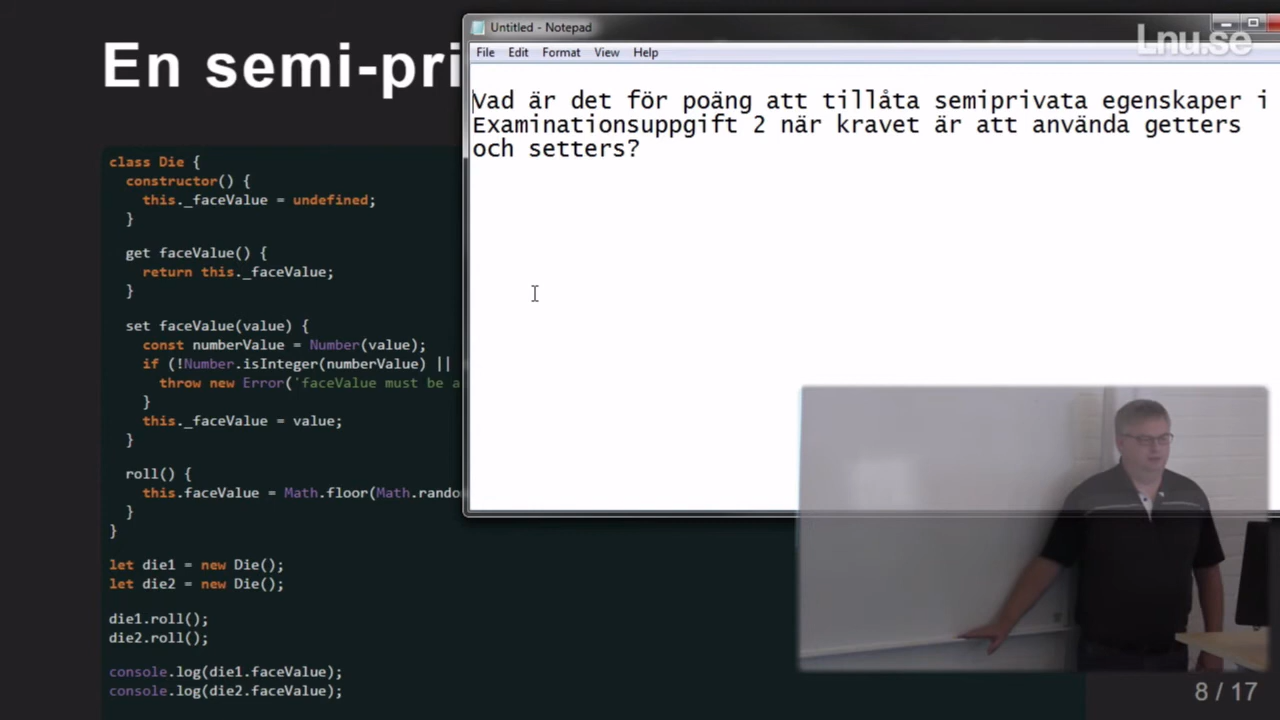 En semi-pri
Untitled - Notepad
Lnu.se
File Edit Format View Help
Vad är det för poäng att tillåta semiprivata egenskaper i
Examinationsuppgift 2 när kravet är att använda getters
och setters?
class Die {
constructor() {
this._faceValue = undefined;
}
get faceValue() {
return this._faceValue;
}
set faceValue(value) {
const numberValue = Number(value);
if (!Number.isInteger(numberValue) ||
throw new Error('faceValue must be a
}
this._faceValue = value;
}
roll() {
this.faceValue = Math.floor(Math.rando
}
}
let die1 = new Die();
let die2 = new Die();
die1.roll();
die2.roll();
console.log(die1.faceValue);
console.log(die2.faceValue);
8 / 17